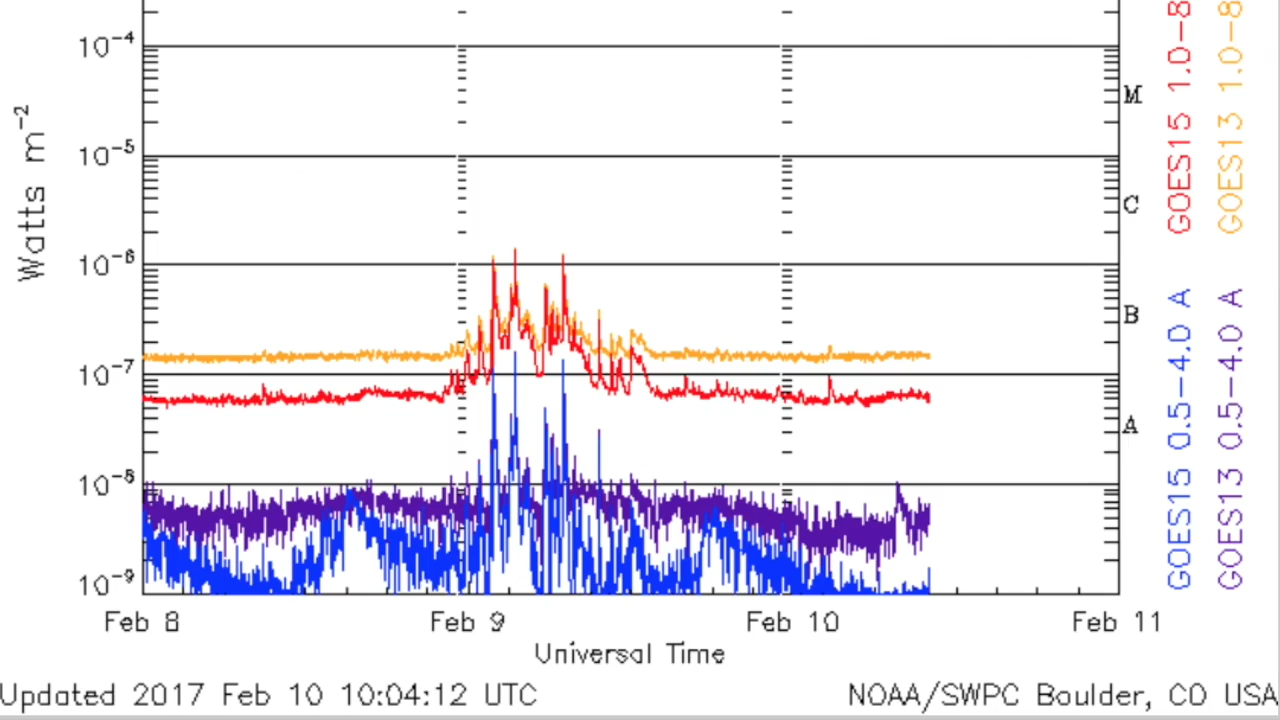 10⁻⁴
10⁻⁵
10⁻⁶
10⁻⁷
10⁻⁸
10⁻⁹
Watts m⁻²
M
C
B
A
GOES15 1.0-8
GOES13 1.0-8
GOES15 0.5-4.0 A
GOES13 0.5-4.0 A
Feb 8 Feb 9 Feb 10 Feb 11
Universal Time
Updated 2017 Feb 10 10:04:12 UTC
NOAA/SWPC Boulder, CO USA